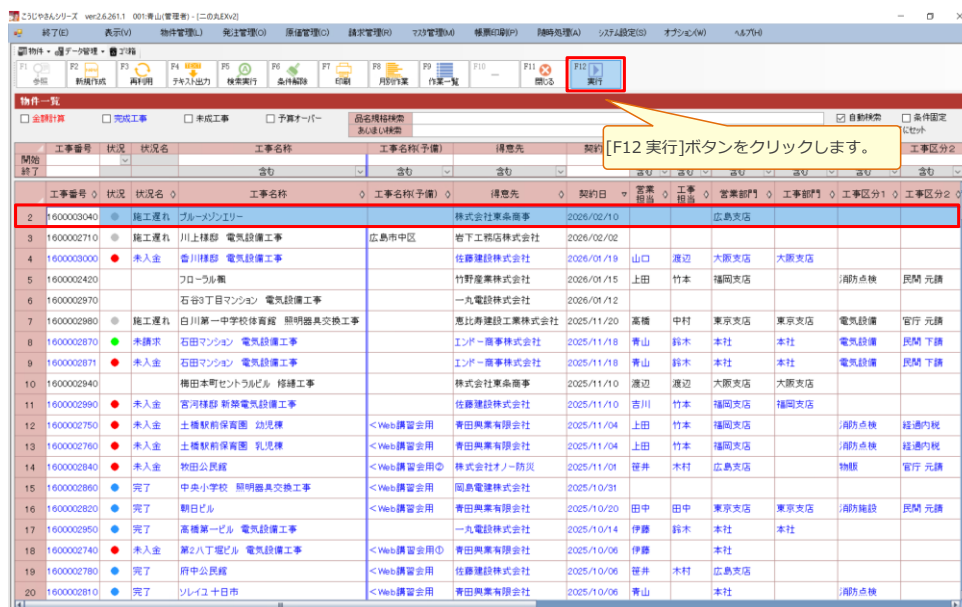 こうじやさんシリーズ ver.2.6.261.1 001:青山(管理者) - [二の丸EXv2]
終了(E) 表示(V) 物件管理(L) 発注管理(O) 原価管理(C) 請求管理(R) マスタ管理(M) 帳票印刷(P) 随時処理(A) システム設定(S) オプション(W) ヘルプ(H)
物件 データ管理 ゴミ箱
F1 F2 F3 F4 F5 F6 F7 F8 F9 F10 F11 F12
参照 新規作成 再利用 テキスト出力 検索実行 条件解除 印刷 月別作業 作業一覧 閉じる 実行
物件一覧
金額計算 完成工事 未成工事 予算オーバー 品名規格検索 自動検索 条件固定
あいまい検索 にセット
[F12 実行]ボタンをクリックします。
工事番号 状況 状況名 工事名称 工事名称(予備) 得意先 契約 工事区分2
開始
終了 含む 含む 含む 含む 含む 含む 含む 含む 含む
工事番号 状況 状況名 工事名称 工事名称(予備) 得意先 契約日 営業担当 工事担当 営業部門 工事部門 工事区分1 工事区分2
2 1600003040 施工遅れ ブルーメゾンエリー 株式会社東条商事 2026/02/10 広島支店
3 1600002710 施工遅れ 川上様邸 電気設備工事 広島市中区 岩下工務店株式会社 2026/02/02
4 1600003000 未入金 香川様邸 電気設備工事 佐藤建設株式会社 2026/01/19 山口 渡辺 大阪支店 大阪支店
5 1600002420 フローラル楓 竹野産業株式会社 2026/01/15 上田 竹本 福岡支店 消防点検 民間 元請
6 1600002970 石谷3丁目マンション 電気設備工事 一丸電設株式会社 2026/01/12
7 1600002980 施工遅れ 白川第一中学校体育館 照明器具交換工事 恵比寿建設工業株式会社 2025/11/20 高橋 中村 東京支店 東京支店 電気設備 官庁 元請
8 1600002870 未請求 石田マンション 電気設備工事 エンドー商事株式会社 2025/11/18 青山 鈴木 本社 本社 電気設備 民間 下請
9 1600002871 未入金 石田マンション 電気設備工事 エンドー商事株式会社 2025/11/18 青山 鈴木 本社 本社 電気設備 民間 下請
10 1600002940 梅田本町セントラルビル 修繕工事 株式会社東条商事 2025/11/10 渡辺 渡辺 大阪支店 大阪支店
11 1600002990 未入金 宮河様邸 新築電気設備工事 佐藤建設株式会社 2025/11/10 吉川 竹本 福岡支店 福岡支店
12 1600002750 未入金 土橋駅前保育園 幼児棟 <Web講習会用 青田興業有限会社 2025/11/04 上田 竹本 福岡支店 消防点検 経過内税
13 1600002760 未入金 土橋駅前保育園 乳児棟 <Web講習会用 青田興業有限会社 2025/11/04 上田 竹本 福岡支店 消防点検 経過内税
14 1600002840 未入金 牧田公民館 <Web講習会用② 株式会社オノー防災 2025/11/01 笹井 木村 広島支店 物販 官庁 元請
15 1600002860 完了 中央小学校 照明器具交換工事 <Web講習会用 岡島電建株式会社 2025/10/31
16 1600002820 完了 朝日ビル <Web講習会用 青田興業有限会社 2025/10/20 田中 田中 東京支店 東京支店 消防施設 民間 元請
17 1600002950 完了 高橋第一ビル 電気設備工事 一丸電設株式会社 2025/10/14 伊藤 鈴木 本社 本社
18 1600002740 未入金 第2八丁堀ビル 電気設備工事 <Web講習会用① 青田興業有限会社 2025/10/06 伊藤 本社
19 1600002780 完了 府中公民館 <Web講習会用 佐藤建設株式会社 2025/10/06 笹井 木村 広島支店
20 1600002810 完了 ソレイユ十日市 <Web講習会用 青田興業有限会社 2025/10/06 青山 本社 消防点検